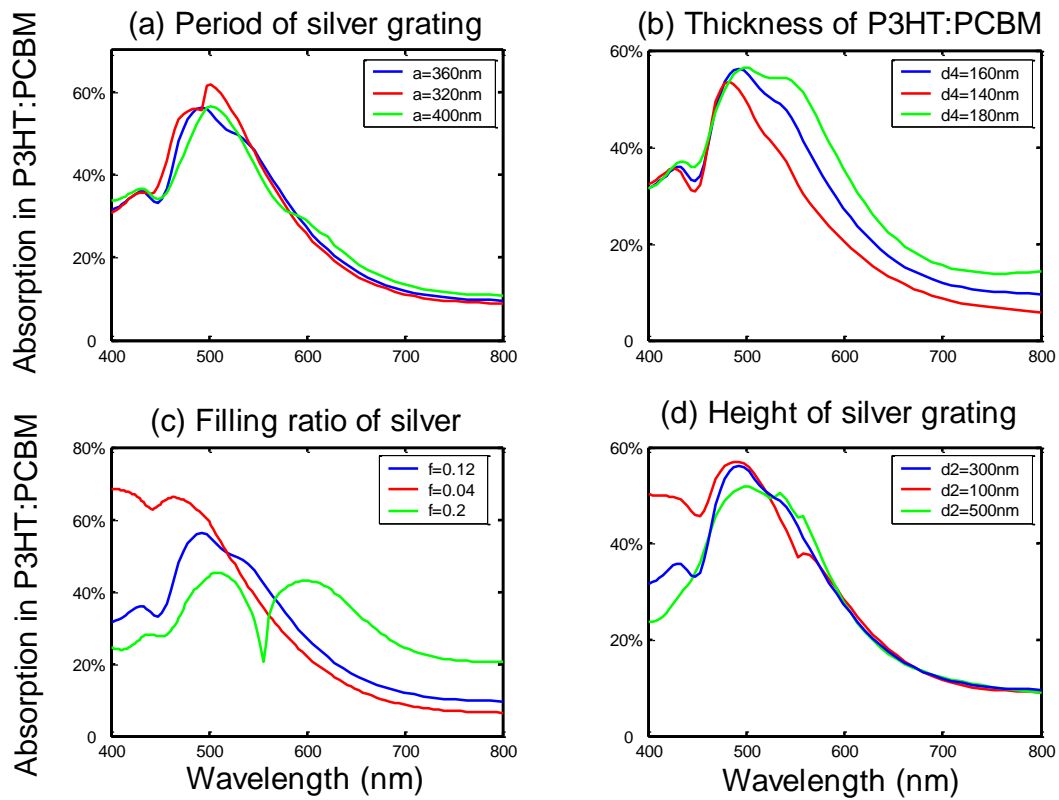 (a) Period of silver grating
Absorption in P3HT:PCBM
60%
40%
20%
0
400 500 600 700 800
a=360nm
a=320nm
a=400nm
(b) Thickness of P3HT:PCBM
60%
40%
20%
0
400 500 600 700 800
d4=160nm
d4=140nm
d4=180nm
(c) Filling ratio of silver
Absorption in P3HT:PCBM
80%
60%
40%
20%
0
400 500 600 700 800
Wavelength (nm)
f=0.12
f=0.04
f=0.2
(d) Height of silver grating
60%
40%
20%
0
400 500 600 700 800
Wavelength (nm)
d2=300nm
d2=100nm
d2=500nm